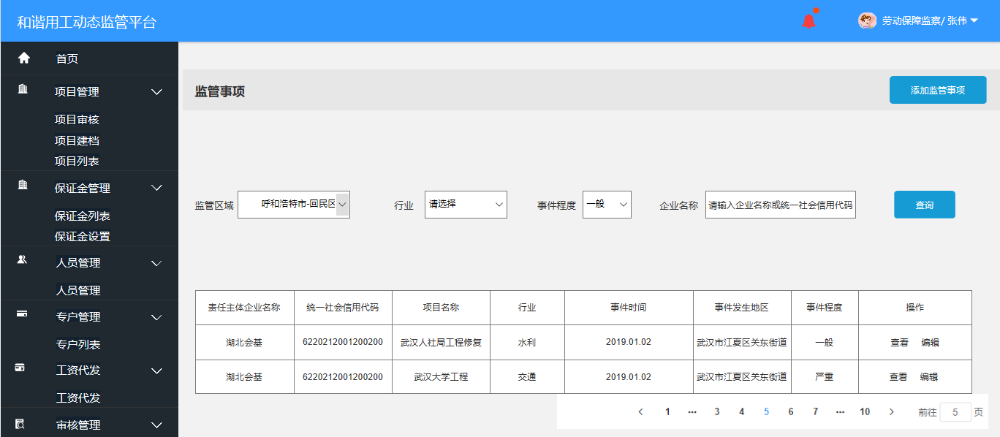 和谐用工动态监管平台
劳动保障监察/ 张伟
首页
项目管理
项目审核
项目建档
项目列表
保证金管理
保证金列表
保证金设置
人员管理
人员管理
专户管理
专户列表
工资代发
工资代发
审核管理
监管事项
添加监管事项
监管区域 呼和浩特市-回民区 行业 请选择 事件程度 一般 企业名称 请输入企业名称或统一社会信用代码 查询
责任主体企业名称 统一社会信用代码 项目名称 行业 事件时间 事件发生地区 事件程度 操作
湖北会基 6220212001200200 武汉人社局工程修复 水利 2019.01.02 武汉市江夏区关东街道 一般 查看 编辑
湖北会基 6220212001200200 武汉大学工程 交通 2019.01.02 武汉市江夏区关东街道 严重 查看 编辑
< 1 ··· 3 4 5 6 7 ··· 10 > 前往 5 页